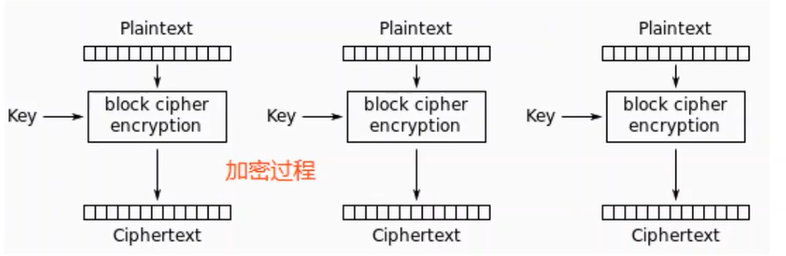 Plaintext
Plaintext
Plaintext
Key
block cipher
encryption
Key
block cipher
encryption
Key
block cipher
encryption
加密过程
Ciphertext
Ciphertext
Ciphertext